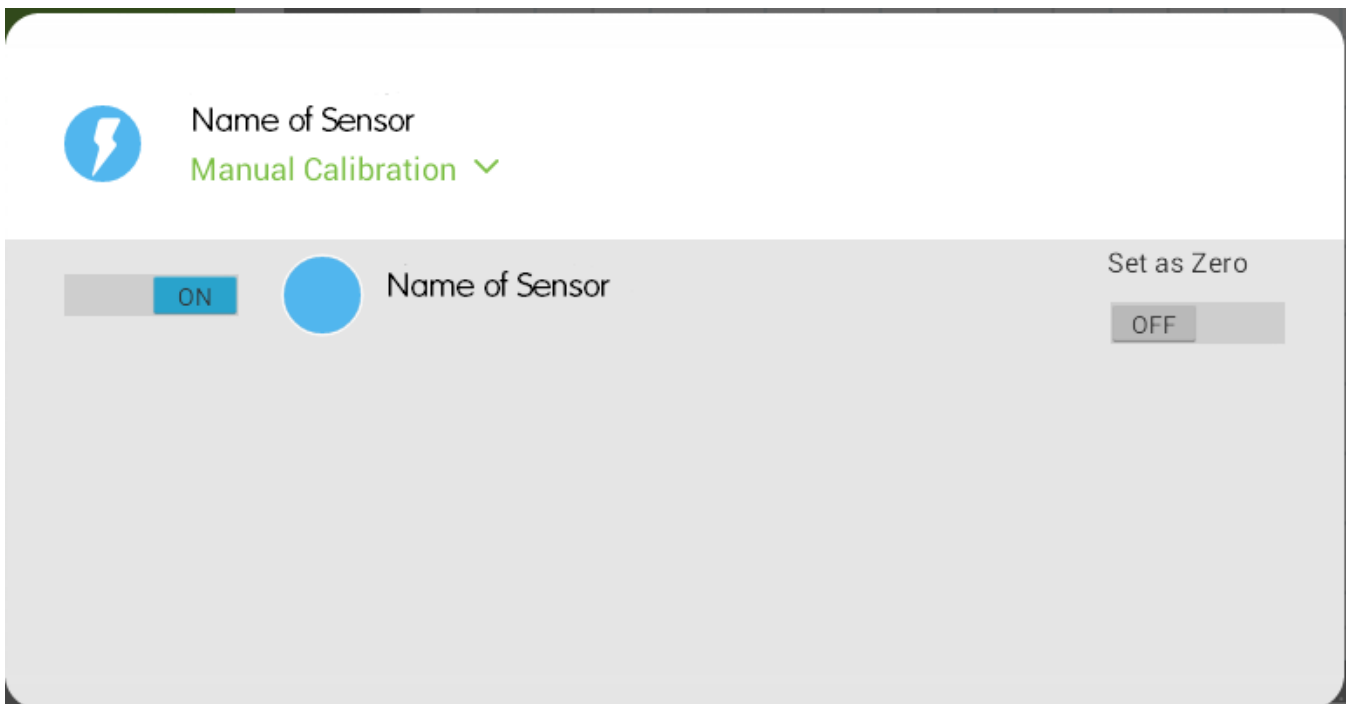 Name of Sensor
Manual Calibration
ON
Name of Sensor
Set as Zero
OFF